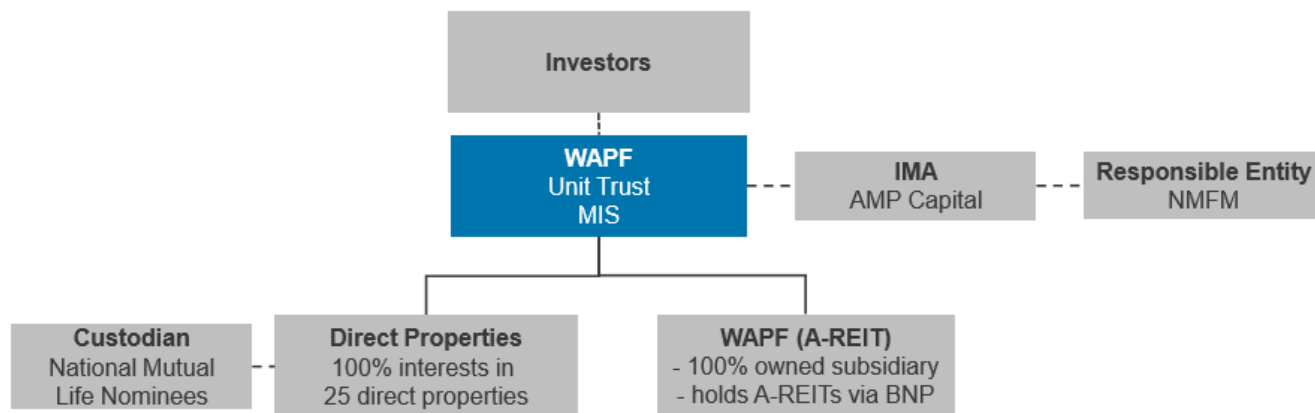 Investors
WAPF
Unit Trust
MIS
IMA
AMP Capital
Responsible Entity
NMFM
Custodian
National Mutual
Life Nominees
Direct Properties
100% interests in
25 direct properties
WAPF (A-REIT)
- 100% owned subsidiary
- holds A-REITs via BNP